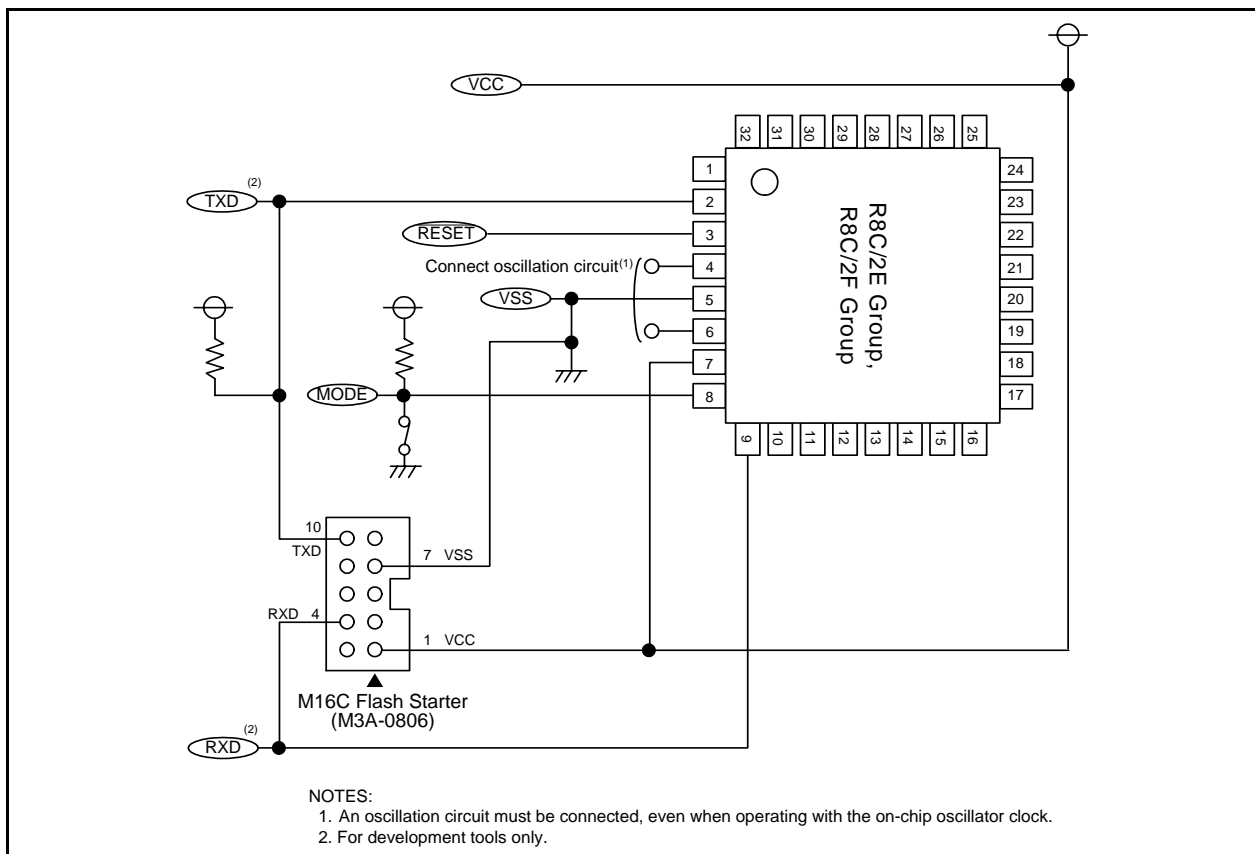 VCC
32 31 30 29 28 27 26 25
1 24
TXD (2) 2 23
RESET 3 22
Connect oscillation circuit(1) 4 21
VSS 5 20
6 19
7 18
MODE 8 17
R8C/2E Group,
R8C/2F Group
9 10 11 12 13 14 15 16
10
TXD
7 VSS
RXD 4
1 VCC
M16C Flash Starter
(M3A-0806)
RXD (2)
NOTES:
1. An oscillation circuit must be connected, even when operating with the on-chip oscillator clock.
2. For development tools only.